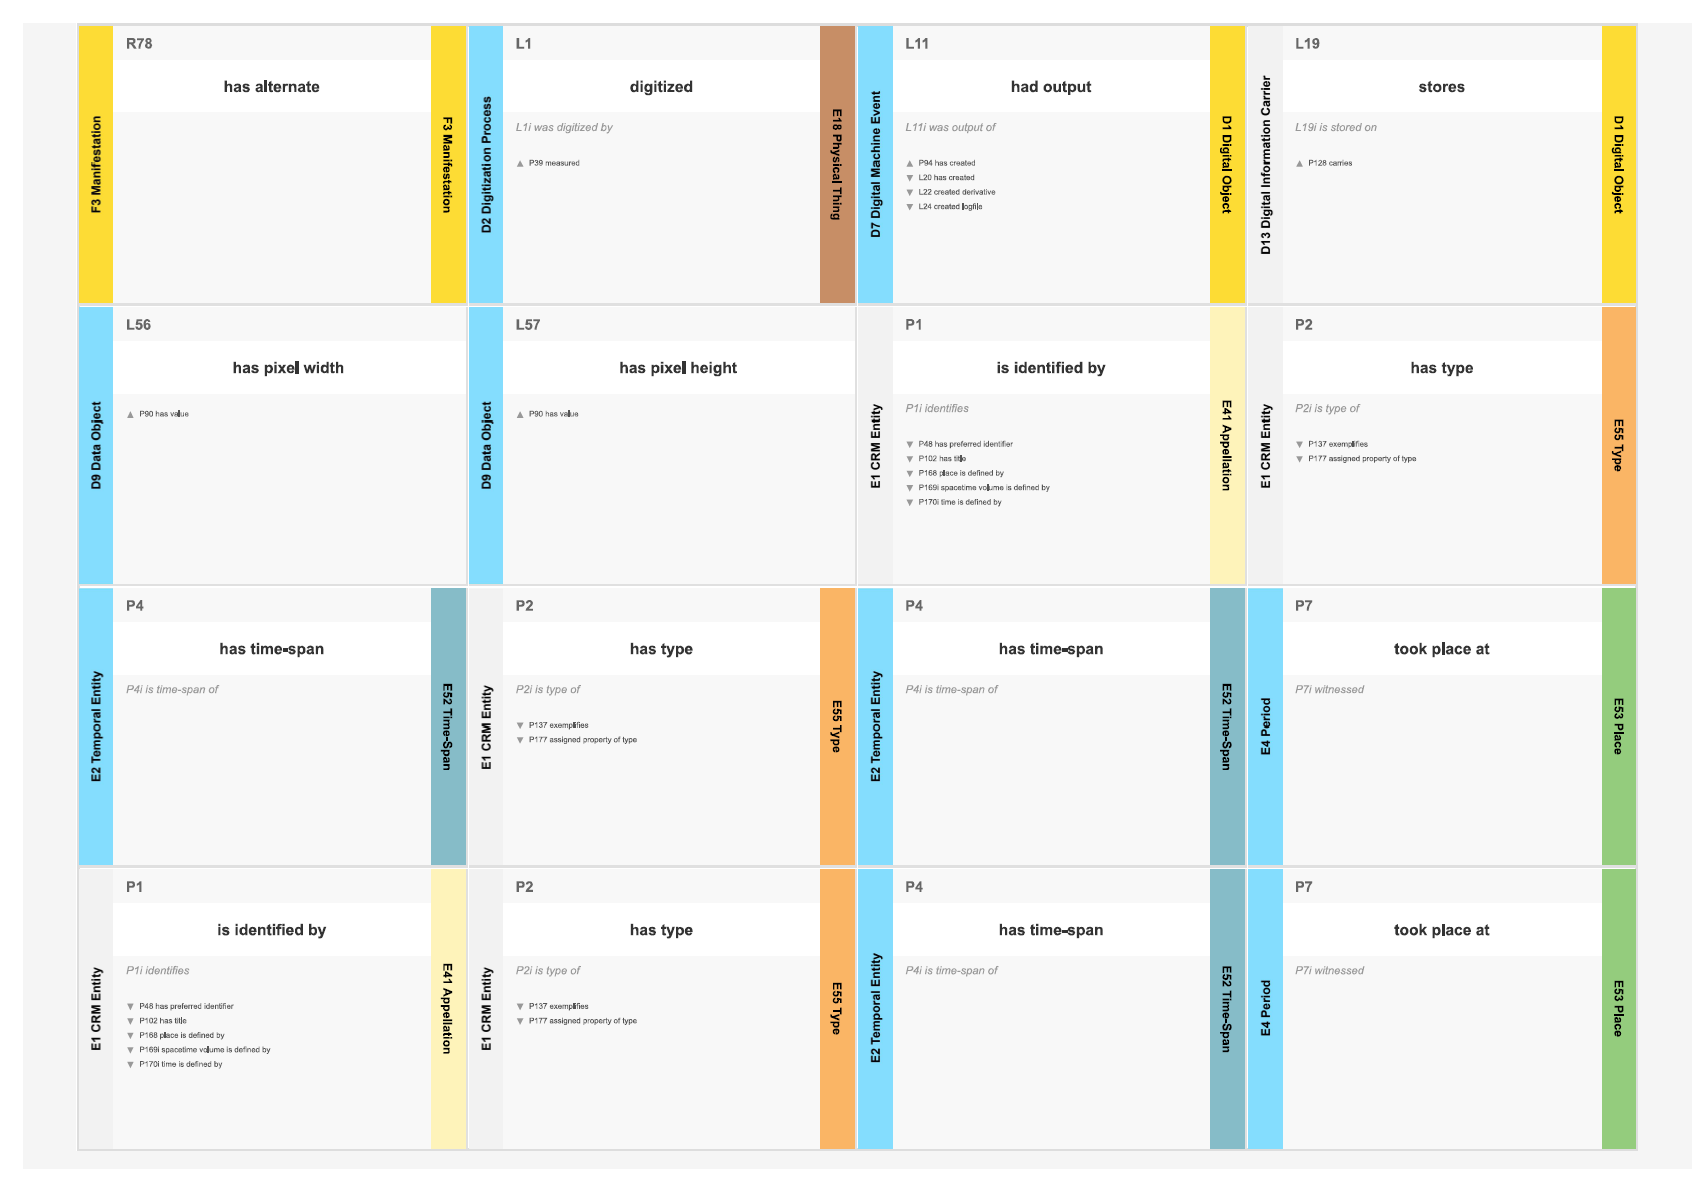 F3 Manifestation
R78
has alternate
F3 Manifestation
D2 Digitization Process
L1
digitized
L1i was digitized by
▲ P39 measured
E18 Physical Thing
D7 Digital Machine Event
L11
had output
L11i was output of
▲ P94 has created
▼ L20 has created
▼ L22 created derivative
▼ L24 created logfile
D1 Digital Object
D13 Digital Information Carrier
L19
stores
L19i is stored on
▲ P128 carries
D1 Digital Object
D9 Data Object
L56
has pixel width
▲ P90 has value
D9 Data Object
L57
has pixel height
▲ P90 has value
E1 CRM Entity
P1
is identified by
P1i identifies
▼ P48 has preferred identifier
▼ P102 has title
▼ P168 place is defined by
▼ P169i spacetime volume is defined by
▼ P170i time is defined by
E41 Appellation
E1 CRM Entity
P2
has type
P2i is type of
▼ P137 exemplifies
▼ P177 assigned property of type
E55 Type
E2 Temporal Entity
P4
has time-span
P4i is time-span of
E52 Time-Span
E1 CRM Entity
P2
has type
P2i is type of
▼ P137 exemplifies
▼ P177 assigned property of type
E55 Type
E2 Temporal Entity
P4
has time-span
P4i is time-span of
E52 Time-Span
E4 Period
P7
took place at
P7i witnessed
E53 Place
E1 CRM Entity
P1
is identified by
P1i identifies
▼ P48 has preferred identifier
▼ P102 has title
▼ P168 place is defined by
▼ P169i spacetime volume is defined by
▼ P170i time is defined by
E41 Appellation
E1 CRM Entity
P2
has type
P2i is type of
▼ P137 exemplifies
▼ P177 assigned property of type
E55 Type
E2 Temporal Entity
P4
has time-span
P4i is time-span of
E52 Time-Span
E4 Period
P7
took place at
P7i witnessed
E53 Place